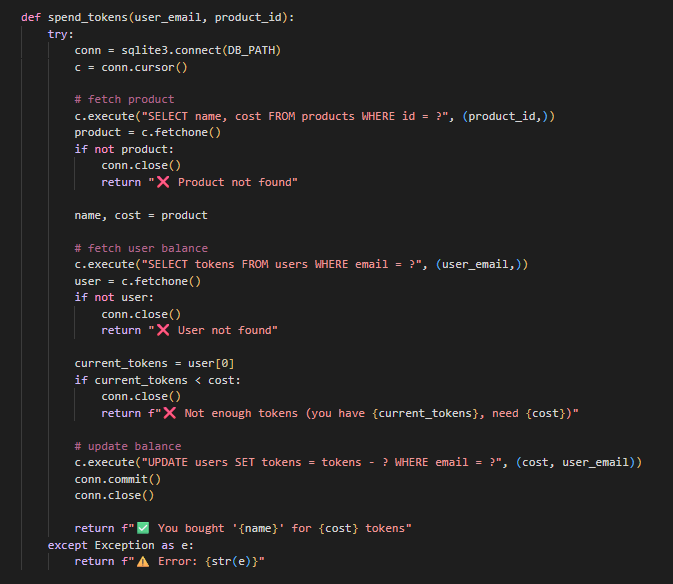 def spend_tokens(user_email, product_id):
    try:
        conn = sqlite3.connect(DB_PATH)
        c = conn.cursor()

        # fetch product
        c.execute("SELECT name, cost FROM products WHERE id = ?", (product_id,))
        product = c.fetchone()
        if not product:
            conn.close()
            return "❌ Product not found"

        name, cost = product

        # fetch user balance
        c.execute("SELECT tokens FROM users WHERE email = ?", (user_email,))
        user = c.fetchone()
        if not user:
            conn.close()
            return "❌ User not found"

        current_tokens = user[0]
        if current_tokens < cost:
            conn.close()
            return f"❌ Not enough tokens (you have {current_tokens}, need {cost})"

        # update balance
        c.execute("UPDATE users SET tokens = tokens - ? WHERE email = ?", (cost, user_email))
        conn.commit()
        conn.close()

        return f"✅ You bought '{name}' for {cost} tokens"
    except Exception as e:
        return f"⚠️ Error: {str(e)}"